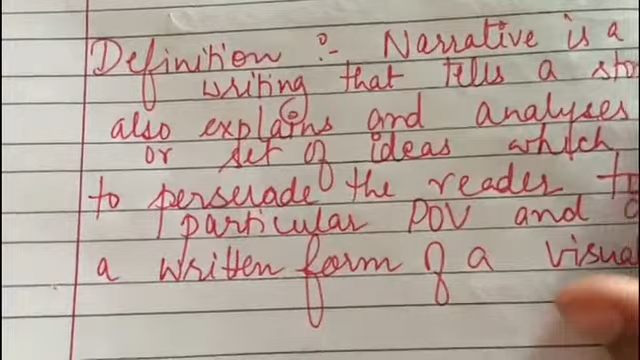 Definition :- Narrative is a
writing that tells a
also explains and analyses
or set of ideas which
to persuade the reader
particular POV and
a written form of a